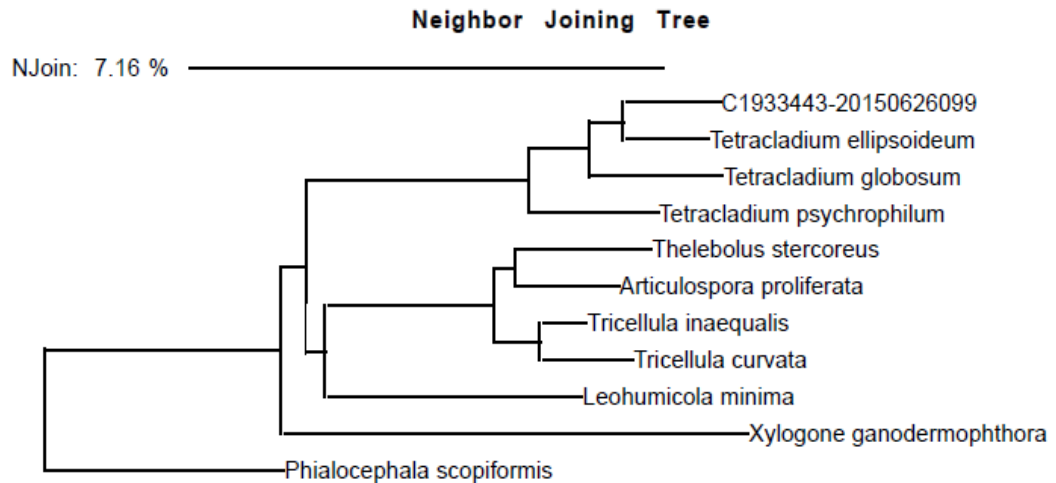 Neighbor Joining Tree
NJoin: 7.16 %
C1933443-20150626099
Tetracladium ellipsoideum
Tetracladium globosum
Tetracladium psychrophilum
Thelebolus stercoreus
Articulospora proliferata
Tricellula inaequalis
Tricellula curvata
Leohumicola minima
Xylogone ganodermophthora
Phialocephala scopiformis